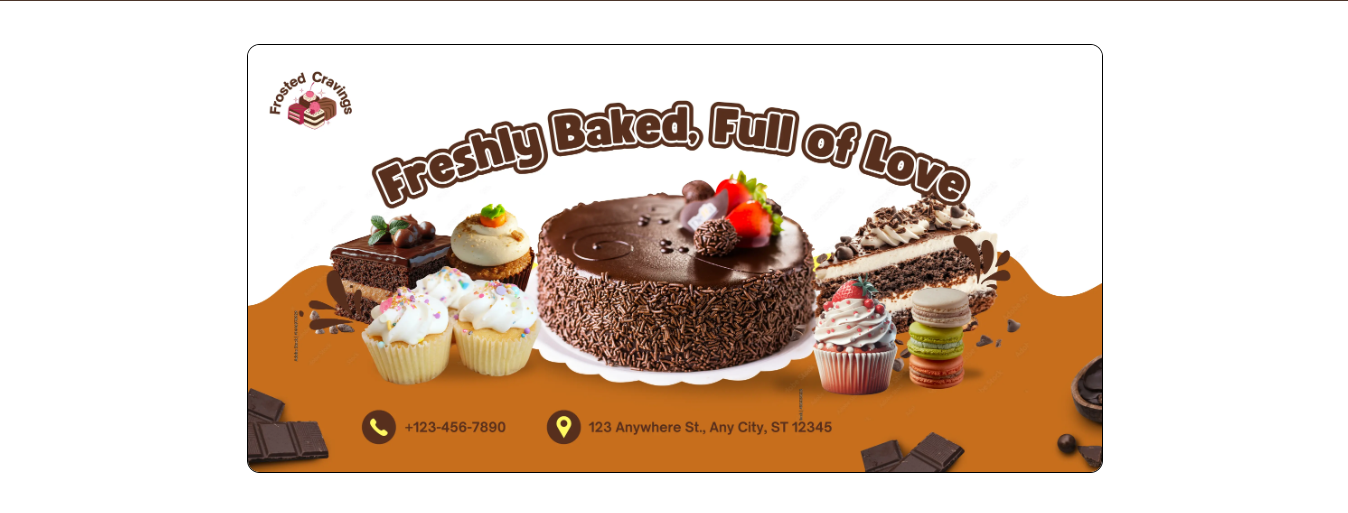 Frosted Cravings
Freshly Baked, Full of Love
+123-456-7890
123 Anywhere St., Any City, ST 12345